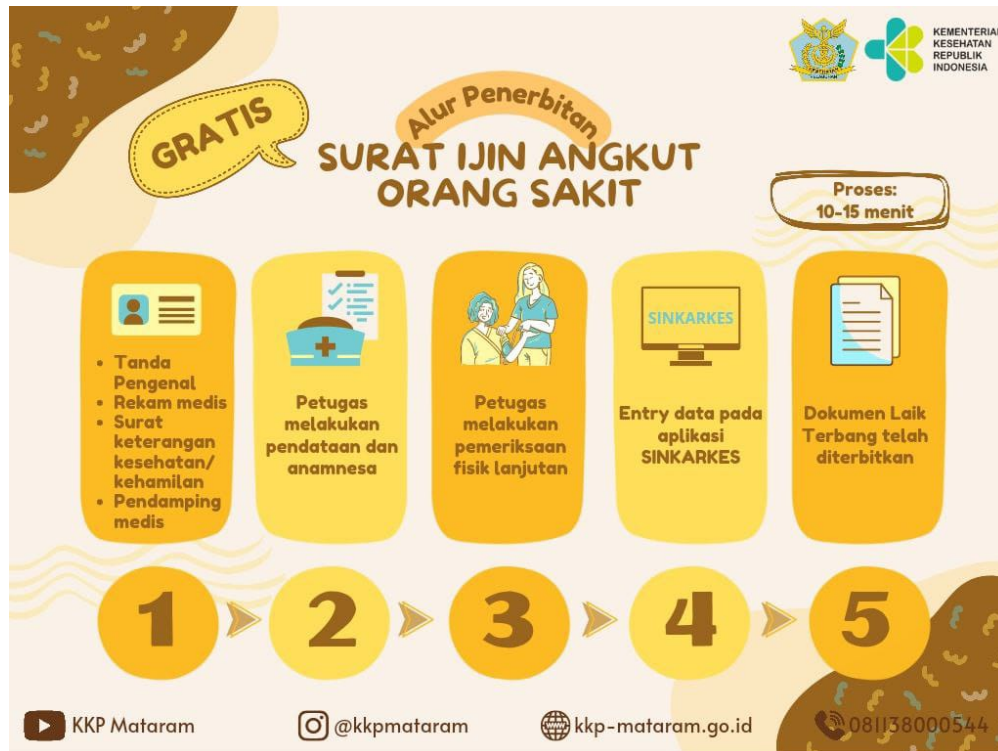 KEMENTERIAN
KESEHATAN
REPUBLIK
INDONESIA
GRATIS
Alur Penerbitan
SURAT IJIN ANGKUT
ORANG SAKIT
Proses:
10-15 menit
• Tanda
Pengenal
• Rekam medis
• Surat
keterangan
kesehatan/
kehamilan
• Pendamping
medis
Petugas
melakukan
pendataan dan
anamnesa
Petugas
melakukan
pemeriksaan
fisik lanjutan
SINKARKES
Entry data pada
aplikasi
SINKARKES
Dokumen Laik
Terbang telah
diterbitkan
1
2
3
4
5
KKP Mataram
@kkpmataram
kkp-mataram.go.id
081138000544